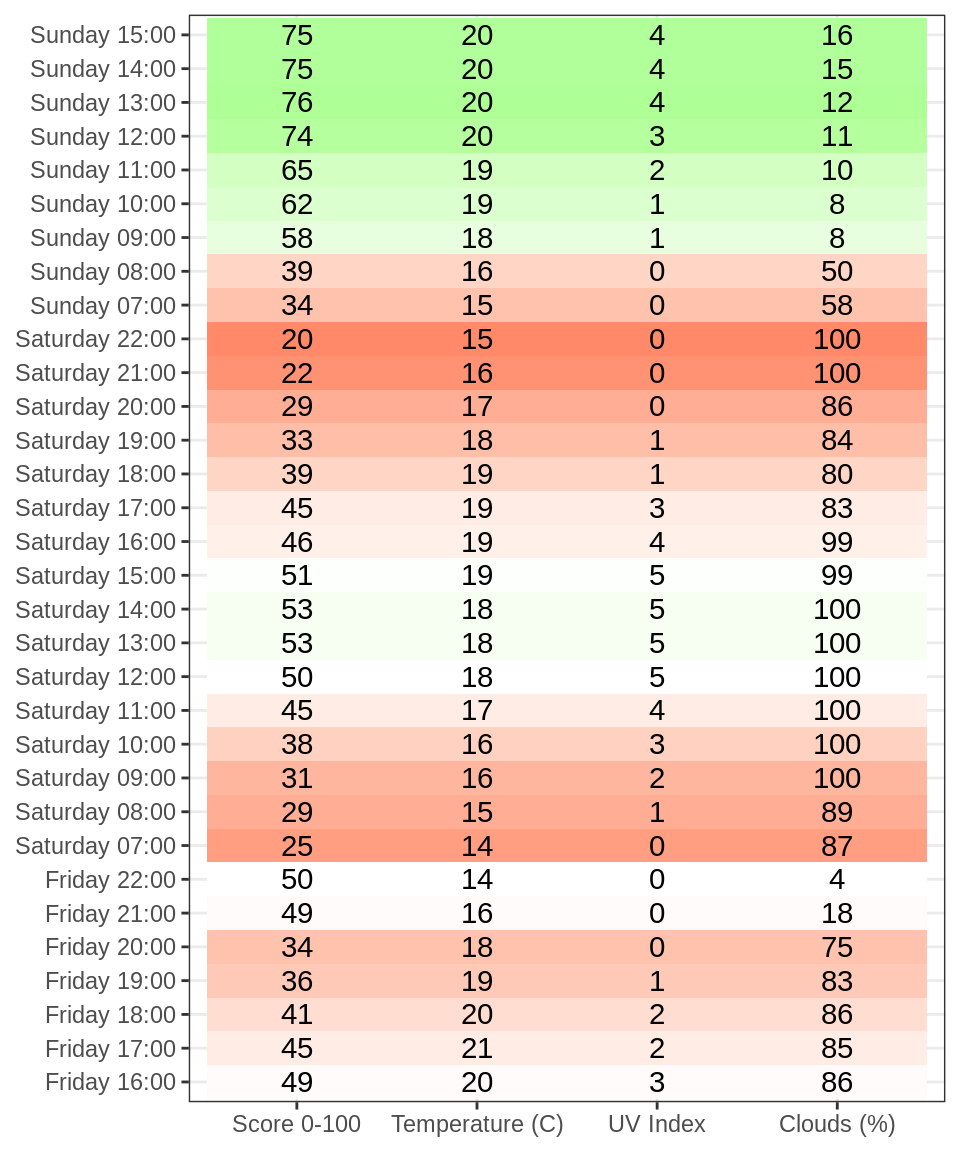 Sunday 15:00 75 20 4 16
Sunday 14:00 75 20 4 15
Sunday 13:00 76 20 4 12
Sunday 12:00 74 20 3 11
Sunday 11:00 65 19 2 10
Sunday 10:00 62 19 1 8
Sunday 09:00 58 18 1 8
Sunday 08:00 39 16 0 50
Sunday 07:00 34 15 0 58
Saturday 22:00 20 15 0 100
Saturday 21:00 22 16 0 100
Saturday 20:00 29 17 0 86
Saturday 19:00 33 18 1 84
Saturday 18:00 39 19 1 80
Saturday 17:00 45 19 3 83
Saturday 16:00 46 19 4 99
Saturday 15:00 51 19 5 99
Saturday 14:00 53 18 5 100
Saturday 13:00 53 18 5 100
Saturday 12:00 50 18 5 100
Saturday 11:00 45 17 4 100
Saturday 10:00 38 16 3 100
Saturday 09:00 31 16 2 100
Saturday 08:00 29 15 1 89
Saturday 07:00 25 14 0 87
Friday 22:00 50 14 0 4
Friday 21:00 49 16 0 18
Friday 20:00 34 18 0 75
Friday 19:00 36 19 1 83
Friday 18:00 41 20 2 86
Friday 17:00 45 21 2 85
Friday 16:00 49 20 3 86
Score 0-100 Temperature (C) UV Index Clouds (%)